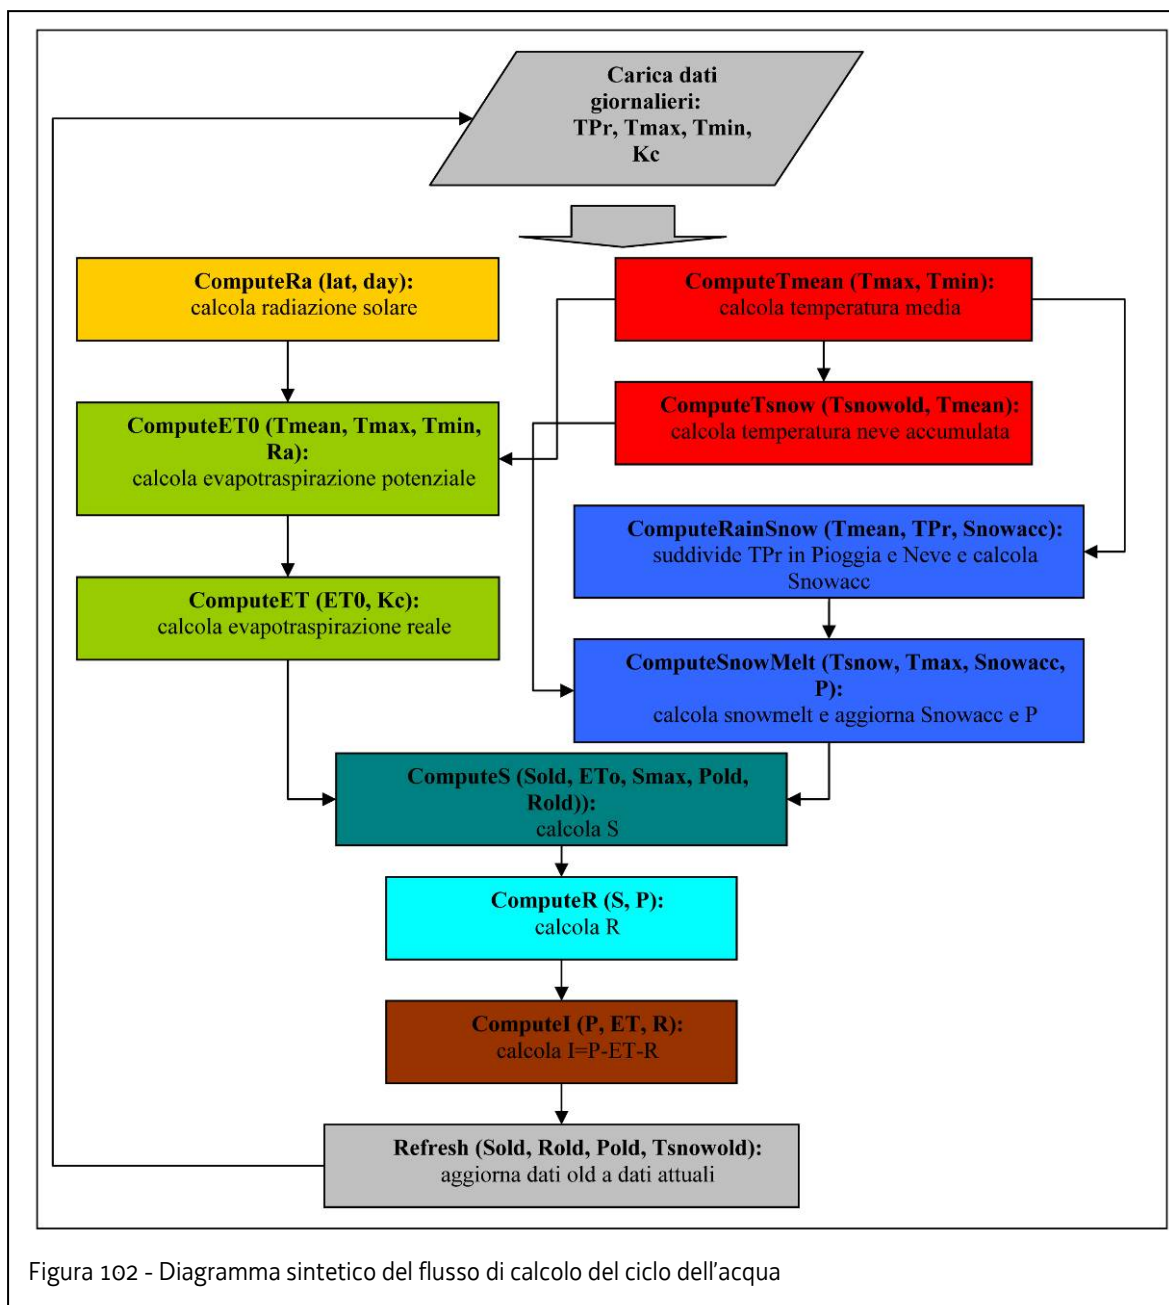 Carica dati
giornalieri:
TPr, Tmax, Tmin,
Kc
ComputeRa (lat, day):
calcola radiazione solare
ComputeTmean (Tmax, Tmin):
calcola temperatura media
ComputeTsnow (Tsnowold, Tmean):
calcola temperatura neve accumulata
ComputeET0 (Tmean, Tmax, Tmin,
Ra):
calcola evapotraspirazione potenziale
ComputeRainSnow (Tmean, TPr, Snowacc):
suddivide TPr in Pioggia e Neve e calcola
Snowacc
ComputeET (ET0, Kc):
calcola evapotraspirazione reale
ComputeSnowMelt (Tsnow, Tmax, Snowacc,
P):
calcola snowmelt e aggiorna Snowacc e P
ComputeS (Sold, ETo, Smax, Pold,
Rold)):
calcola S
ComputeR (S, P):
calcola R
ComputeI (P, ET, R):
calcola I=P-ET-R
Refresh (Sold, Rold, Pold, Tsnowold):
aggiorna dati old a dati attuali
Figura 102 - Diagramma sintetico del flusso di calcolo del ciclo dell'acqua